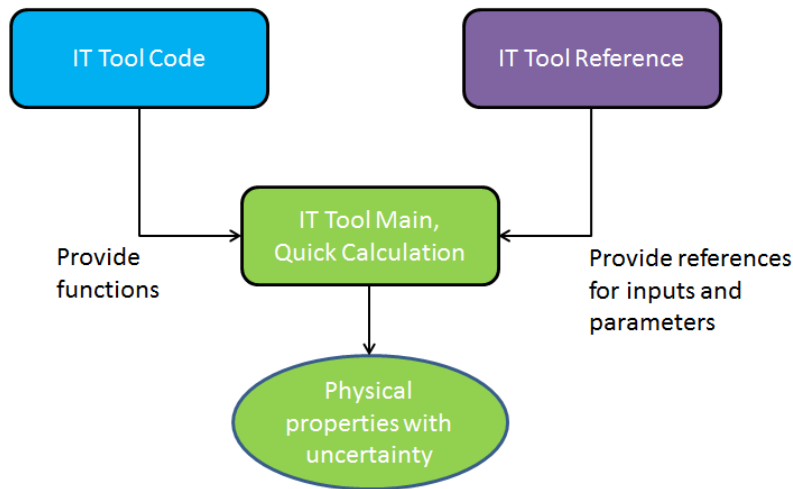 IT Tool Code
IT Tool Reference
IT Tool Main,
Quick Calculation
Provide
functions
Provide references
for inputs and
parameters
Physical
properties with
uncertainty